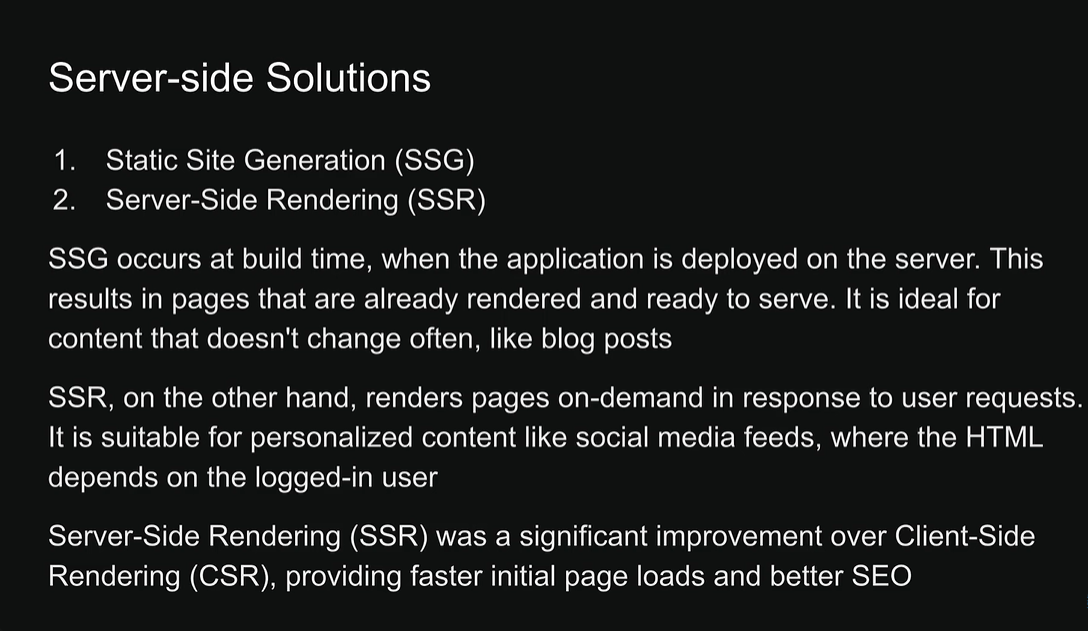 Server-side Solutions
1. Static Site Generation (SSG)
2. Server-Side Rendering (SSR)
SSG occurs at build time, when the application is deployed on the server. This
results in pages that are already rendered and ready to serve. It is ideal for
content that doesn't change often, like blog posts
SSR, on the other hand, renders pages on-demand in response to user requests.
It is suitable for personalized content like social media feeds, where the HTML
depends on the logged-in user
Server-Side Rendering (SSR) was a significant improvement over Client-Side
Rendering (CSR), providing faster initial page loads and better SEO